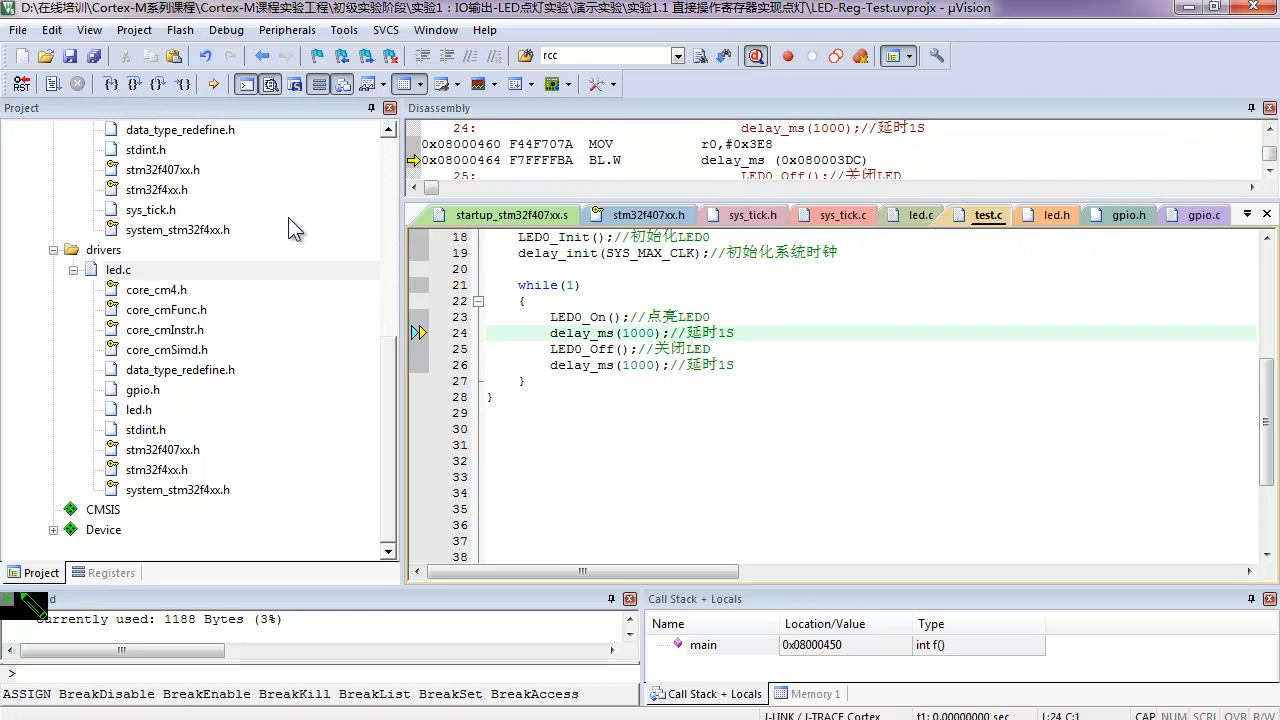 D:\在线培训\Cortex-M系列课程\Cortex-M课程实验工程\初级实验阶段\实验1：IO输出-LED点灯实验\演示实验\实验1.1 直接操作寄存器实现点灯\LED-Reg-Test.uvprojx - µVision
File Edit View Project Flash Debug Peripherals Tools SVCS Window Help
rcc
RST
Project
data_type_redefine.h
stdint.h
stm32f407xx.h
stm32f4xx.h
sys_tick.h
system_stm32f4xx.h
drivers
led.c
core_cm4.h
core_cmFunc.h
core_cmInstr.h
core_cmSimd.h
data_type_redefine.h
gpio.h
led.h
stdint.h
stm32f407xx.h
stm32f4xx.h
system_stm32f4xx.h
CMSIS
Device
Project Registers
Disassembly
24: delay_ms(1000);//延时1S
0x08000460 F44F707A MOV r0,#0x3E8
0x08000464 F7FFFFBA BL.W delay_ms (0x080003DC)
25: LED0_Off();//关闭LED
startup_stm32f407xx.s stm32f407xx.h sys_tick.h sys_tick.c led.c test.c led.h gpio.h gpio.c
18 LED0_Init();//初始化LED0
19 delay_init(SYS_MAX_CLK);//初始化系统时钟
20
21 while(1)
22 {
23 LED0_On();//点亮LED0
24 delay_ms(1000);//延时1S
25 LED0_Off();//关闭LED
26 delay_ms(1000);//延时1S
27 }
28 }
29
30
31
32
33
34
35
36
37
38
Currently used: 1188 Bytes (3%)
>
ASSIGN BreakDisable BreakEnable BreakKill BreakList BreakSet BreakAccess
Call Stack + Locals
Name Location/Value Type
main 0x08000450 int f()
Call Stack + Locals Memory 1
J-LINK / J-TRACE Cortex t1: 0.00000000 sec L:24 C:1 CAP NUM SCRL OVR R/W